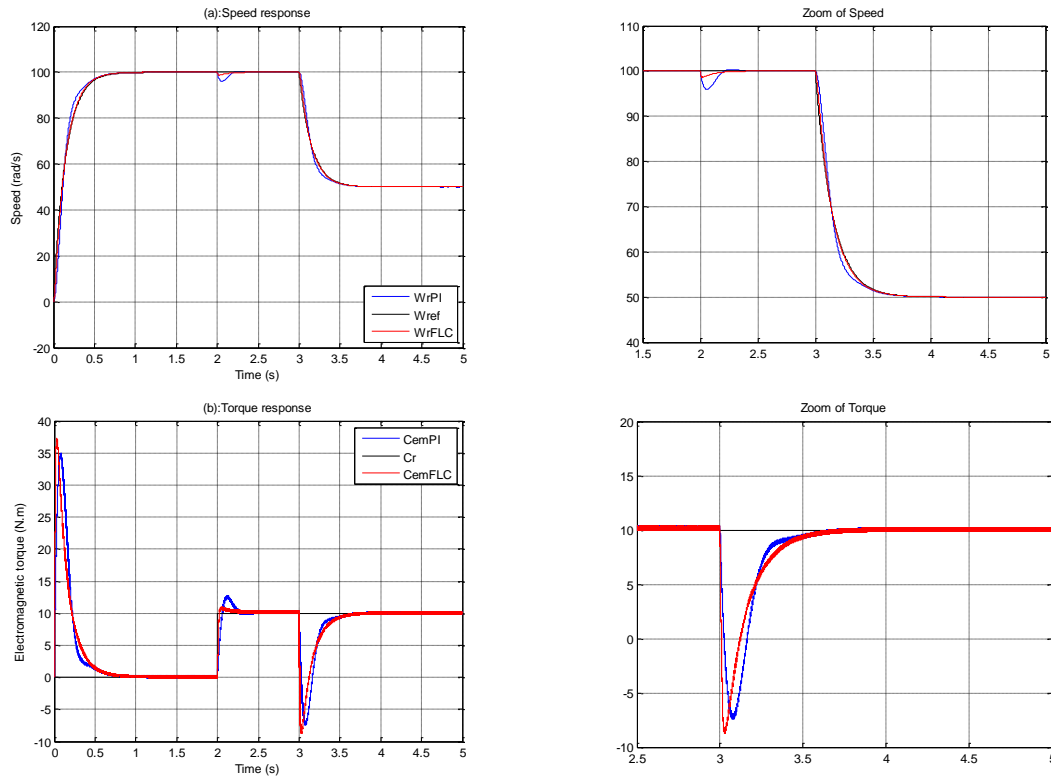 (a):Speed response
120
100
80
60
40
20
0
-20
Speed (rad/s)
0 0.5 1 1.5 2 2.5 3 3.5 4 4.5 5
Time (s)
WrPI
Wref
WrFLC
Zoom of Speed
110
100
90
80
70
60
50
40
1.5 2 2.5 3 3.5 4 4.5 5
(b):Torque response
40
35
30
25
20
15
10
5
0
-5
-10
Electromagnetic torque (N.m)
0 0.5 1 1.5 2 2.5 3 3.5 4 4.5 5
Time (s)
CemPI
Cr
CemFLC
Zoom of Torque
20
15
10
5
0
-5
-10
2.5 3 3.5 4 4.5 5